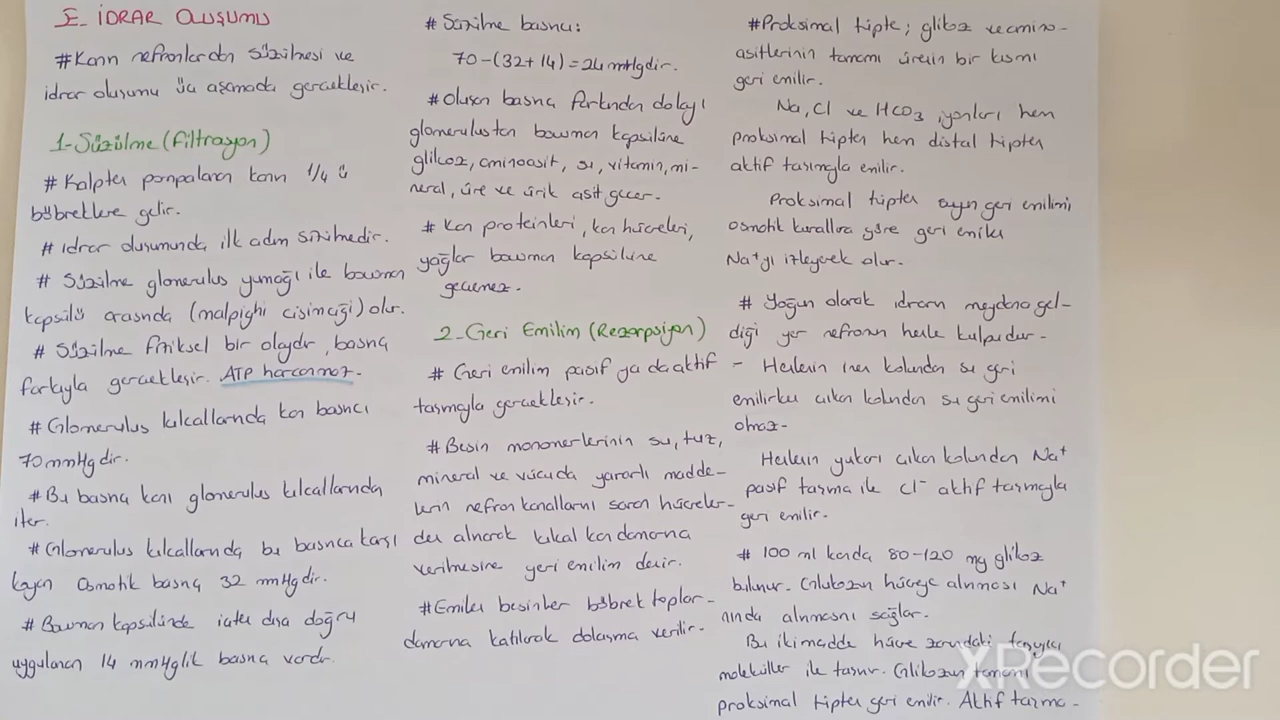 I- İDRAR OLUŞUMU
#Kanın nefronlardan süzülmesi ve
idrar oluşumu üç aşamada gerçekleşir.
1-Süzülme (Filtrasyon)
# Kalpten pompalanan kanın 1/4 ü
böbreklere gelir.
# idrar oluşumunda ilk adım süzülmedir.
# Süzülme glomerulus yumağı ile bowman
kapsülü arasında (malpighi cisimciği) olur.
# Süzülme fiziksel bir olaydır, basınç
farkıyla gerçekleşir. ATP harcanmaz.
# Glomerulus kılcallarında kan basıncı
70 mmHg dir.
#Bu basınç kanı glomerulus kılcallarında
iter.
#Glomerulus kılcallarında bu basınca karşı
koyan Osmotik basınç 32 mmHg dir.
# Bowman kapsülünde içten dışa doğru
uygulanan 14 mmHg lik basınç vardır.
# Süzülme basıncı:
70-(32+14)=24 mmHg dir.
#Oluşan basınç farkından dolayı
glomerulustan bowman kapsülüne
glikoz, aminoasit, su, vitamin, mi-
neral, üre ve ürik asit geçer.
# Kan proteinleri, kan hücreleri,
yağlar bowman kapsülüne
geçemez.
2-Geri Emilim (Rezorpsiyon)
# Geri emilim pasif ya da aktif
taşımayla gerçekleşir.
#Besin monomerlerinin su, tuz,
mineral ve vücuda yararlı madde-
lerin nefron kanallarını saran hücreler-
den alınarak kılcal kan damarına
verilmesine geri emilim denir.
#Emilen besinler böbrek toplar-
damarına katılarak dolaşıma verilir.
#Proksimal tüpte; glikoz ve amino-
asitlerinin tamamı ürenin bir kısmı
geri emilir.
Na, Cl ve HCO3 iyonları hem
proksimal tüpten hem distal tüpten
aktif taşımayla emilir.
Proksimal tüpten suyun geri emilimi,
osmotik kurallara göre geri emilen
Na+yı izleyerek olur.
# Yoğun olarak idrarın meydana gel-
diği yer nefronun henle kulpudur.
- Henlenin inen kolundan su geri
emilirken çıkan kolundan su geri emilimi
olmaz.
Henlenin yukarı çıkan kolundan Na+
pasif taşıma ile Cl- aktif taşımayla
geri emilir.
# 100 ml kanda 80-120 mg glikoz
bulunur. Glukozun hücreye alınması Na+
nında alınmasını sağlar.
Bu iki madde hücre zarındaki taşıyıcı
moleküller ile taşınır. Glikozun tamamı
proksimal tüpten geri emilir. Aktif taşıma-
XRecorder